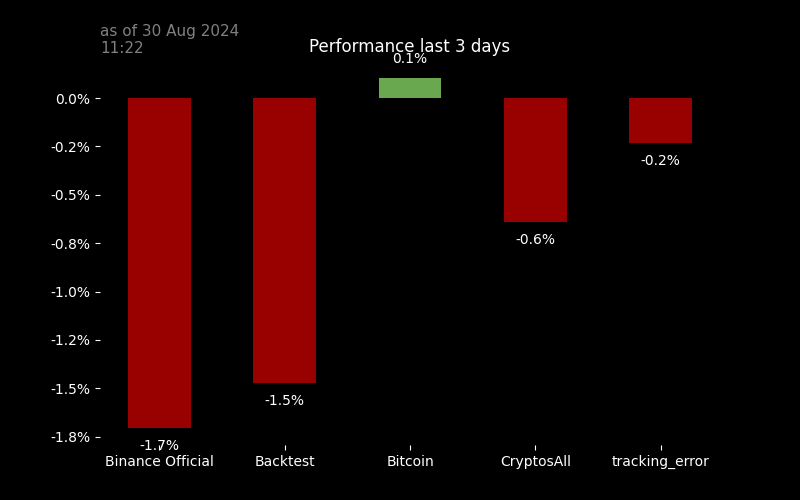 as of 30 Aug 2024
11:22
Performance last 3 days
0.1%
0.0%
-0.2%
-0.5%
-0.8%
-1.0%
-1.2%
-1.5%
-1.8%
-0.2%
-0.6%
-1.5%
-1.7%
Binance Official
Backtest
Bitcoin
CryptosAll
tracking_error